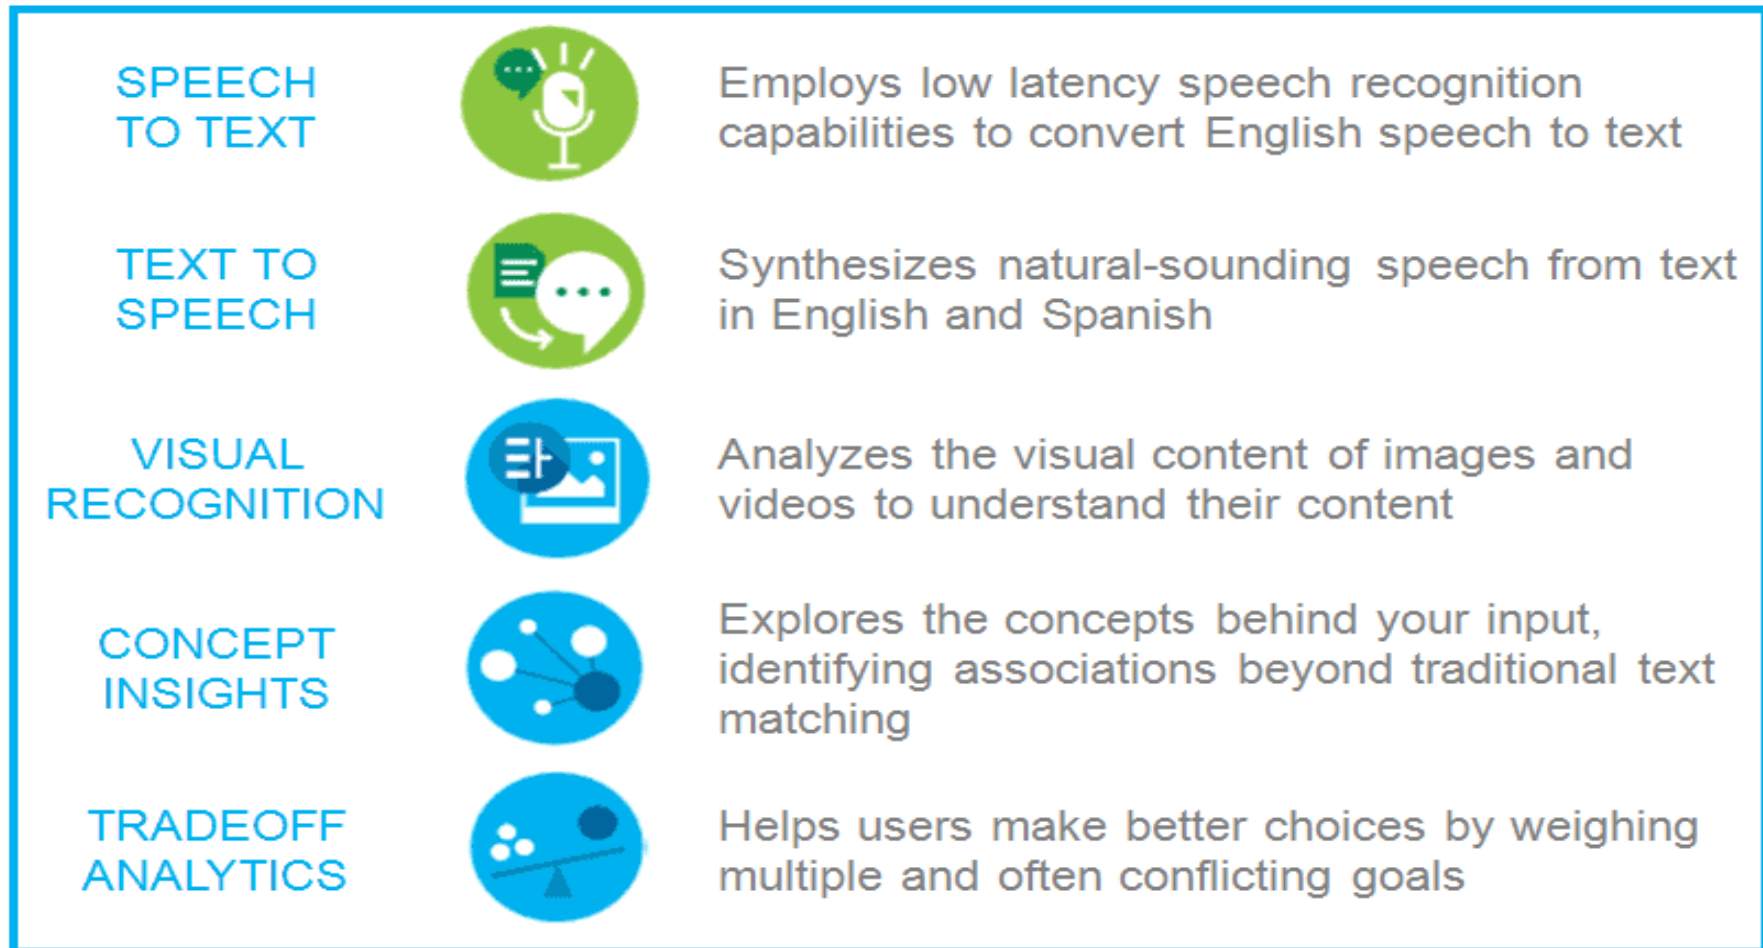 SPEECH
TO TEXT
Employs low latency speech recognition
capabilities to convert English speech to text
TEXT TO
SPEECH
Synthesizes natural-sounding speech from text
in English and Spanish
VISUAL
RECOGNITION
Analyzes the visual content of images and
videos to understand their content
CONCEPT
INSIGHTS
Explores the concepts behind your input,
identifying associations beyond traditional text
matching
TRADEOFF
ANALYTICS
Helps users make better choices by weighing
multiple and often conflicting goals